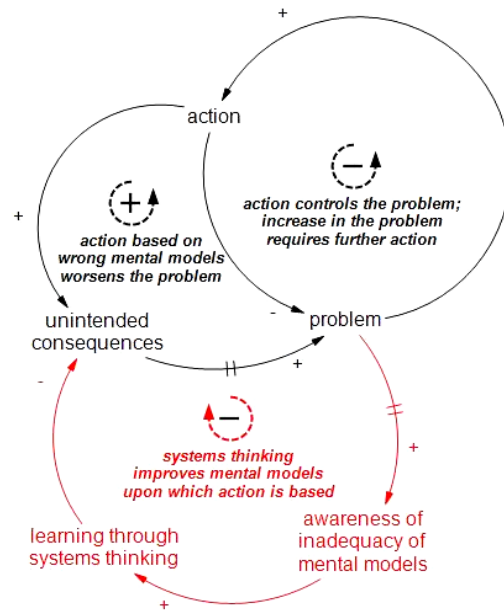 +
action
+
+
−
action based on
wrong mental models
worsens the problem
action controls the problem;
increase in the problem
requires further action
unintended
consequences
-
problem
+
-
+
−
systems thinking
improves mental models
upon which action is based
learning through
systems thinking
awareness of
inadequacy of
mental models
+